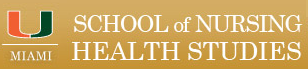 U
MIAMI
SCHOOL of NURSING
HEALTH STUDIES